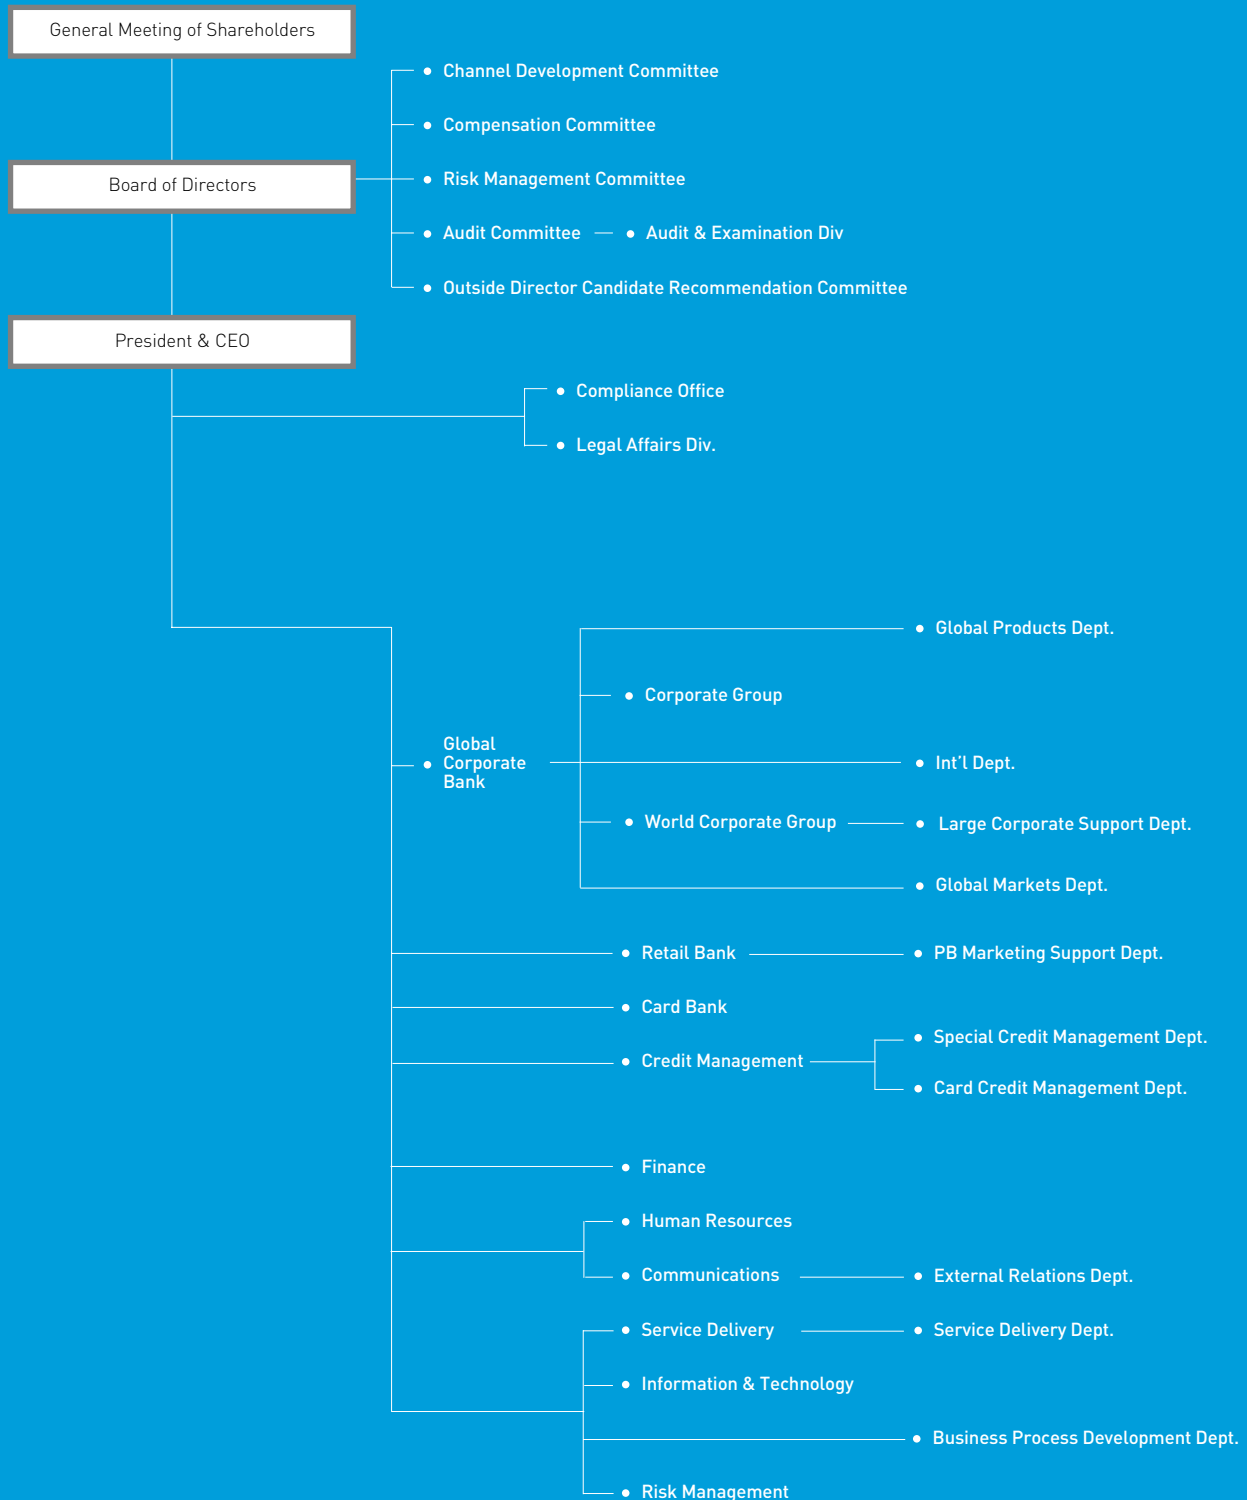 General Meeting of Shareholders
Channel Development Committee
Compensation Committee
Risk Management Committee
Board of Directors
Audit Committee
Audit & Examination Div
Outside Director Candidate Recommendation Committee
President & CEO
Compliance Office
Legal Affairs Div.
Global Products Dept.
Corporate Group
Global
Corporate
Bank
Int'l Dept.
World Corporate Group
Large Corporate Support Dept.
Global Markets Dept.
Retail Bank
PB Marketing Support Dept.
Card Bank
Credit Management
Special Credit Management Dept.
Card Credit Management Dept.
Finance
Human Resources
Communications
External Relations Dept.
Service Delivery
Service Delivery Dept.
Information & Technology
Business Process Development Dept.
Risk Management